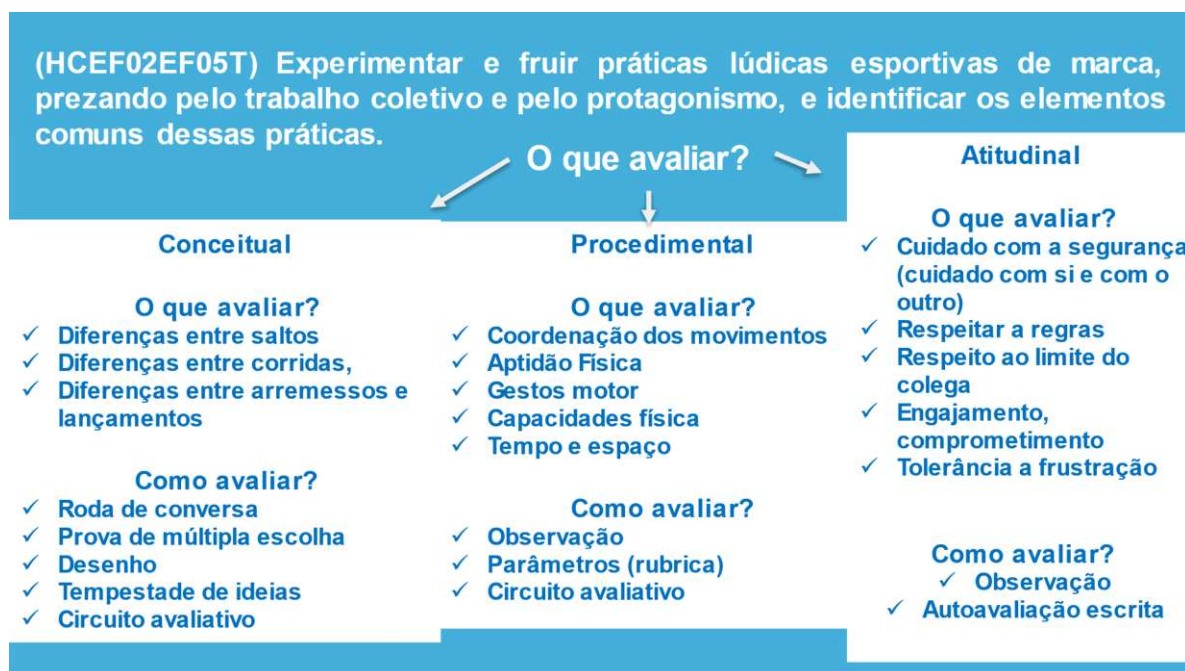 (HCEF02EF05T) Experimentar e fruir práticas lúdicas esportivas de marca,
prezando pelo trabalho coletivo e pelo protagonismo, e identificar os elementos
comuns dessas práticas.
O que avaliar?
Conceitual
O que avaliar?
✓ Diferenças entre saltos
✓ Diferenças entre corridas,
✓ Diferenças entre arremessos e
lançamentos
Como avaliar?
✓ Roda de conversa
✓ Prova de múltipla escolha
✓ Desenho
✓ Tempestade de ideias
✓ Circuito avaliativo
Procedimental
O que avaliar?
✓ Coordenação dos movimentos
✓ Aptidão Física
✓ Gestos motor
✓ Capacidades física
✓ Tempo e espaço
Como avaliar?
✓ Observação
✓ Parâmetros (rubrica)
✓ Circuito avaliativo
Atitudinal
O que avaliar?
✓ Cuidado com a segurança
(cuidado com si e com o
outro)
✓ Respeitar a regras
✓ Respeito ao limite do
colega
✓ Engajamento,
comprometimento
✓ Tolerância a frustração
Como avaliar?
✓ Observação
✓ Autoavaliação escrita